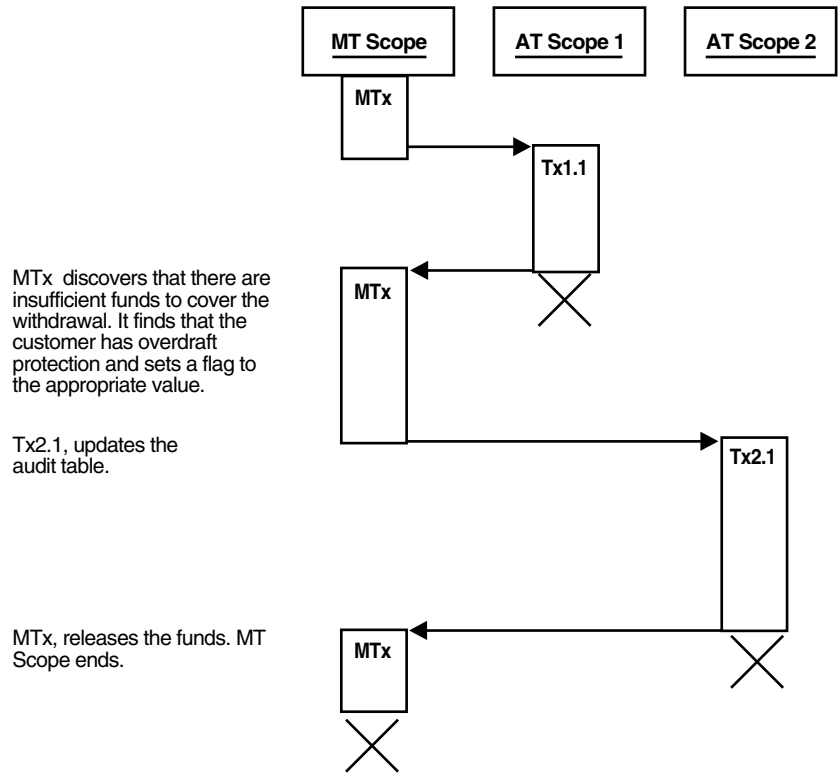 MT Scope
AT Scope 1
AT Scope 2
MTx
Tx1.1
MTx discovers that there are
insufficient funds to cover the
withdrawal. It finds that the
customer has overdraft
protection and sets a flag to
the appropriate value.
MTx
Tx2.1, updates the
audit table.
Tx2.1
MTx, releases the funds. MT
Scope ends.
MTx